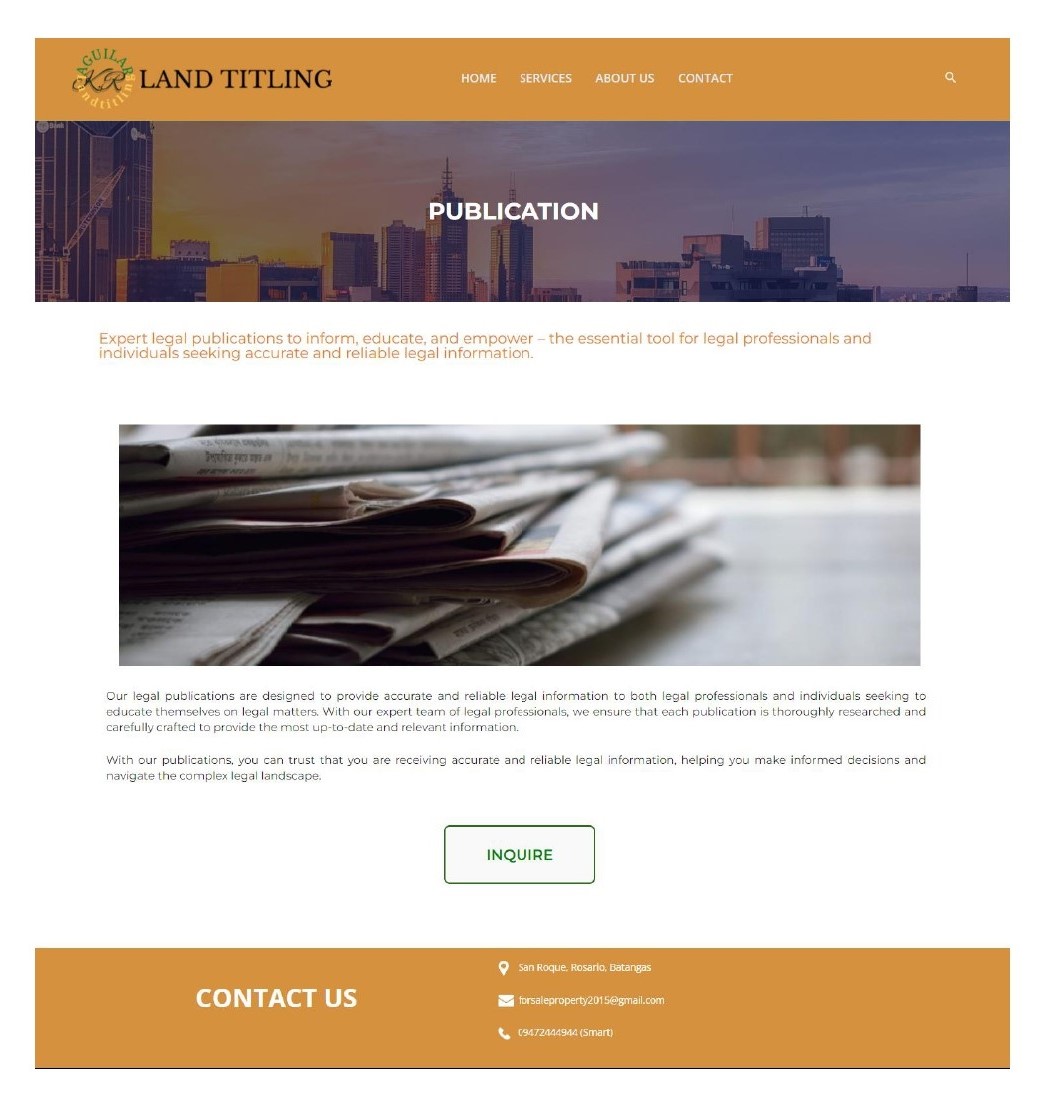 AGUILAR
KR
landtitling
LAND TITLING
HOME SERVICES ABOUT US CONTACT
PUBLICATION
Expert legal publications to inform, educate, and empower – the essential tool for legal professionals and
individuals seeking accurate and reliable legal information.
Our legal publications are designed to provide accurate and reliable legal information to both legal professionals and individuals seeking to
educate themselves on legal matters. With our expert team of legal professionals, we ensure that each publication is thoroughly researched and
carefully crafted to provide the most up-to-date and relevant information.
With our publications, you can trust that you are receiving accurate and reliable legal information, helping you make informed decisions and
navigate the complex legal landscape.
INQUIRE
CONTACT US
San Roque, Rosario, Batangas
forsaleproperty2015@gmail.com
09472444944 (Smart)